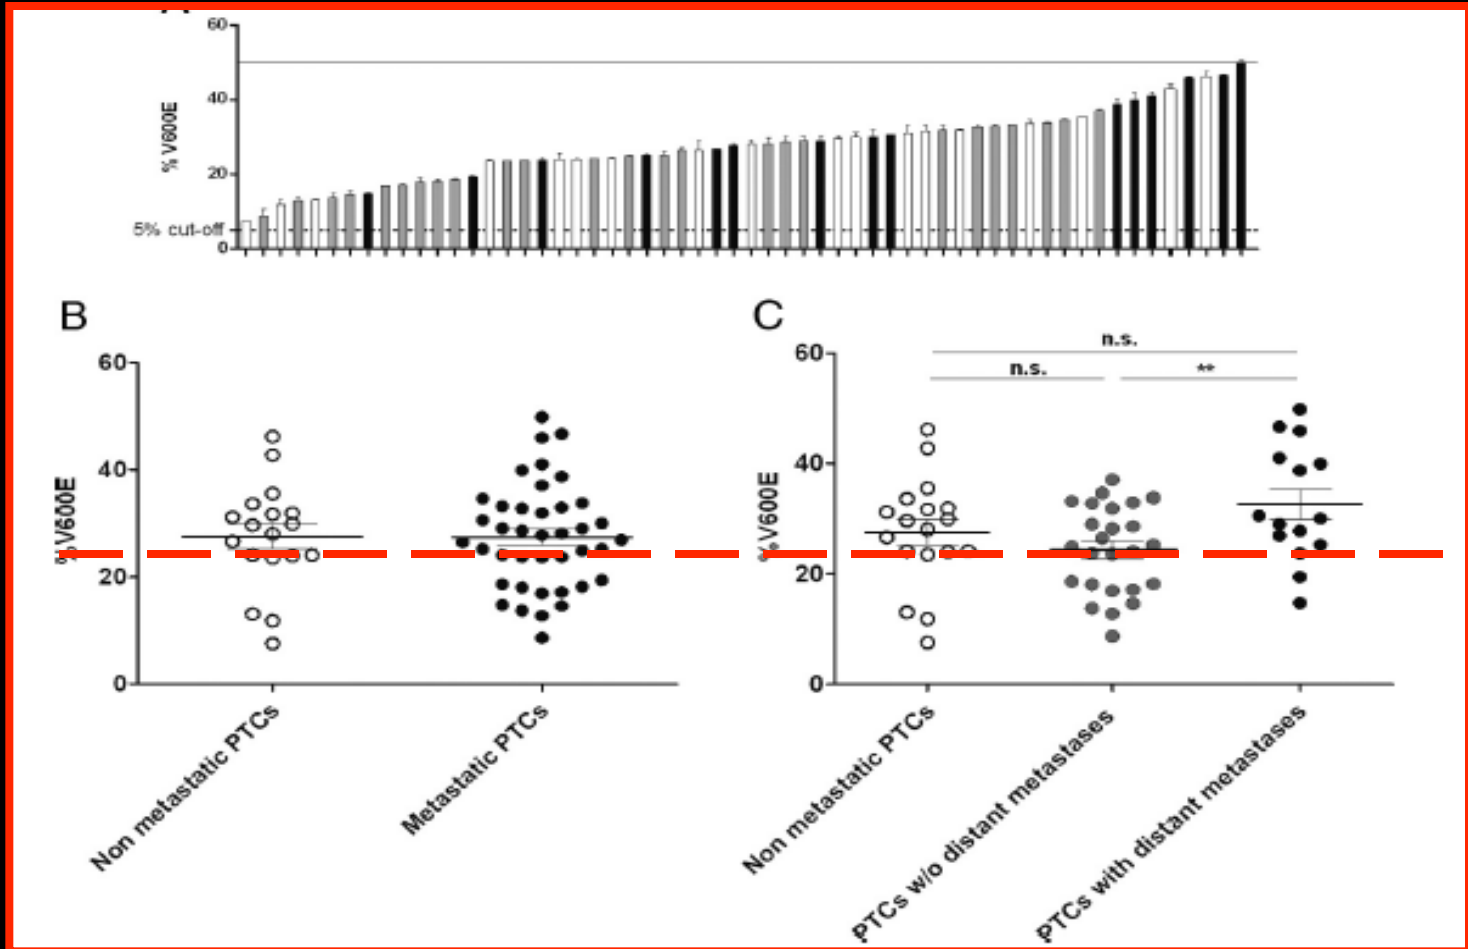 60
40
20
0
% V600E
5% cut-off
B
60
40
20
0
%V600E
Non metastatic PTCs
Metastatic PTCs
C
n.s.
n.s.
**
60
40
20
0
%V600E
Non metastatic PTCs
PTCs w/o distant metastases
PTCs with distant metastases